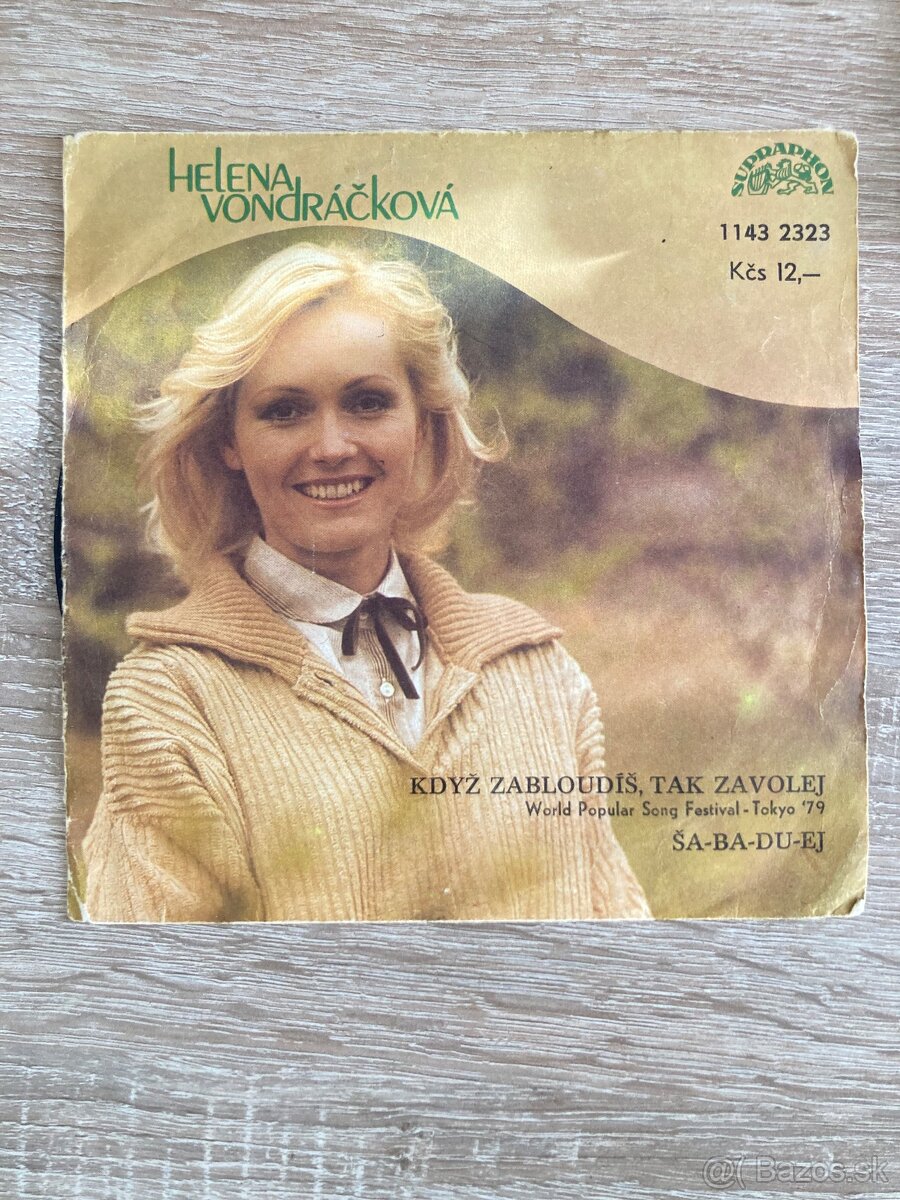 HELENA
VONDRÁČKOVÁ
SUPRAPHON
1143 2323
Kčs 12,—
KDYŽ ZABLOUDÍŠ, TAK ZAVOLEJ
World Popular Song Festival - Tokyo '79
ŠA-BA-DU-EJ
@( Bazos.sk